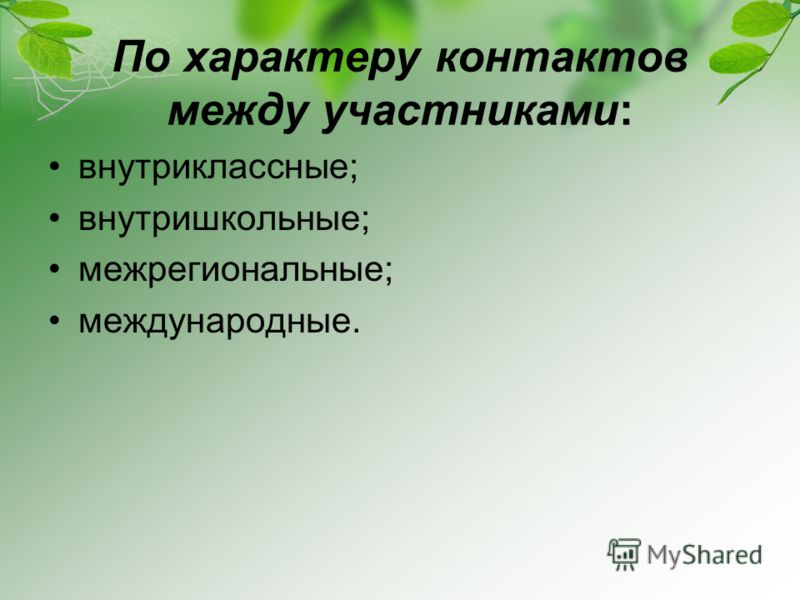 По характеру контактов
между участниками:
• внутриклассные;
• внутришкольные;
• межрегиональные;
• международные.
MyShared